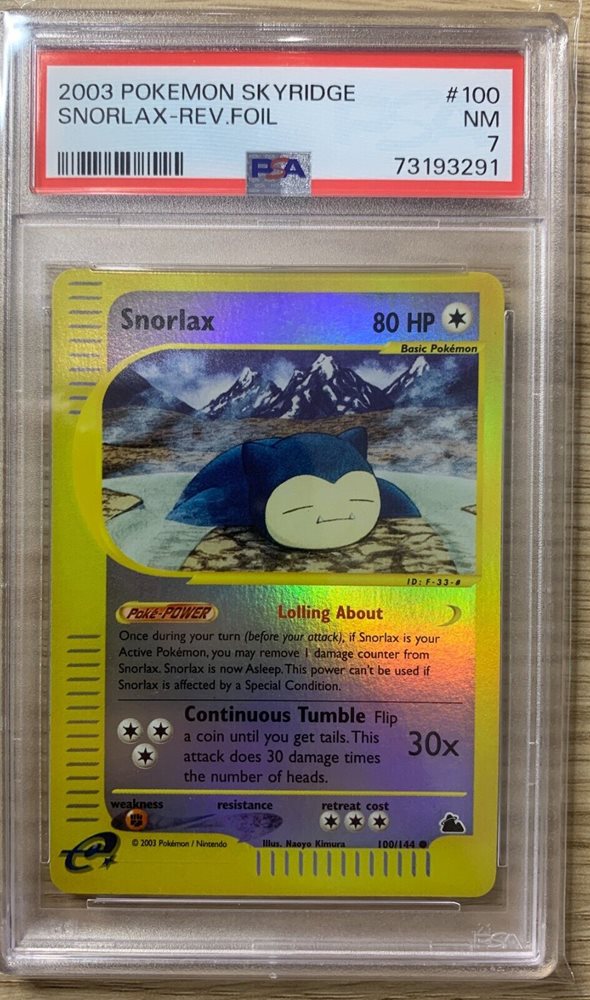 2003 POKEMON SKYRIDGE #100
SNORLAX-REV.FOIL NM
7
PSA 73193291
Snorlax 80 HP
Basic Pokémon
ID: F-33-#
Poké-POWER Lolling About
Once during your turn (before your attack), if Snorlax is your
Active Pokémon, you may remove 1 damage counter from
Snorlax. Snorlax is now Asleep. This power can't be used if
Snorlax is affected by a Special Condition.
Continuous Tumble Flip
a coin until you get tails. This
attack does 30 damage times
the number of heads.
30x
weakness resistance retreat cost
e
© 2003 Pokémon / Nintendo Illus. Naoyo Kimura 100/144
PSA